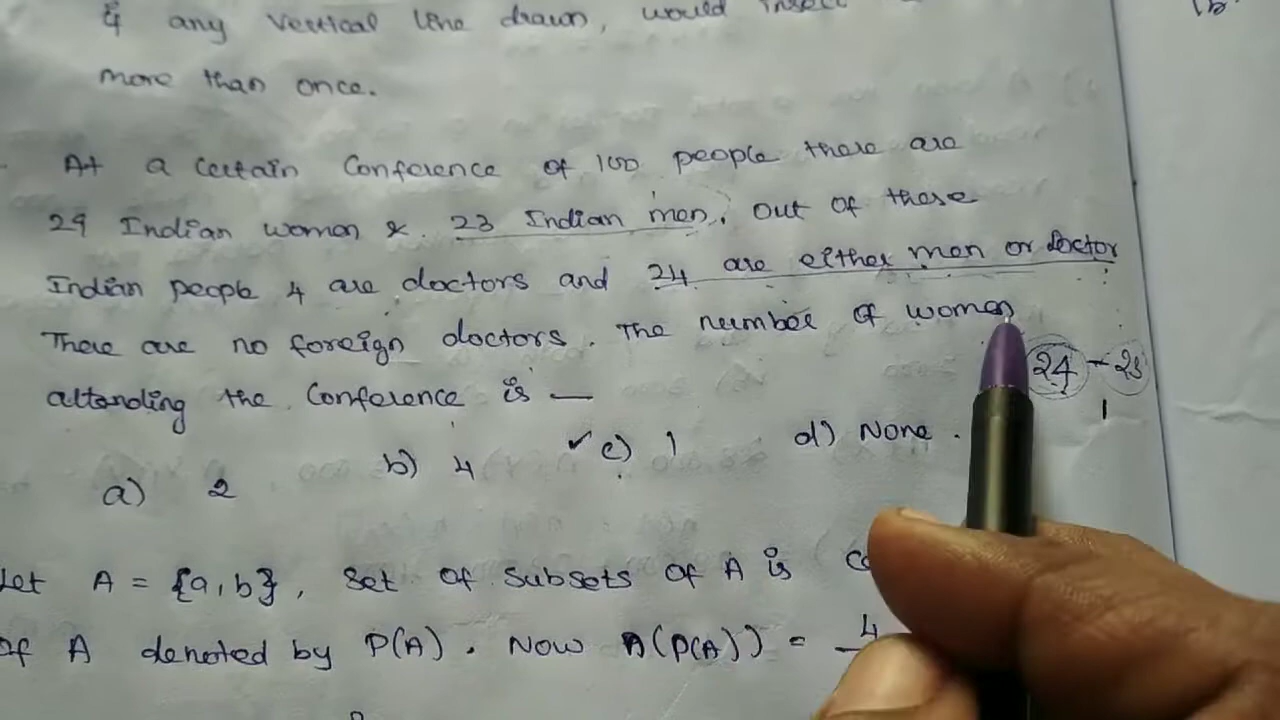 if any vertical line drawn, would insect
more than once.
At a certain Conference of 100 people there are
29 Indian women & 23 Indian men. Out of these
Indian people 4 are doctors and 24 are either men or doctor
There are no foreign doctors. The number of women
attending the Conference is —
24 - 23
1
a) 2 b) 4 ✓ c) 1 d) None.
Let A = {a, b}, Set of subsets of A is
of A denoted by P(A). Now n(P(A)) = 4